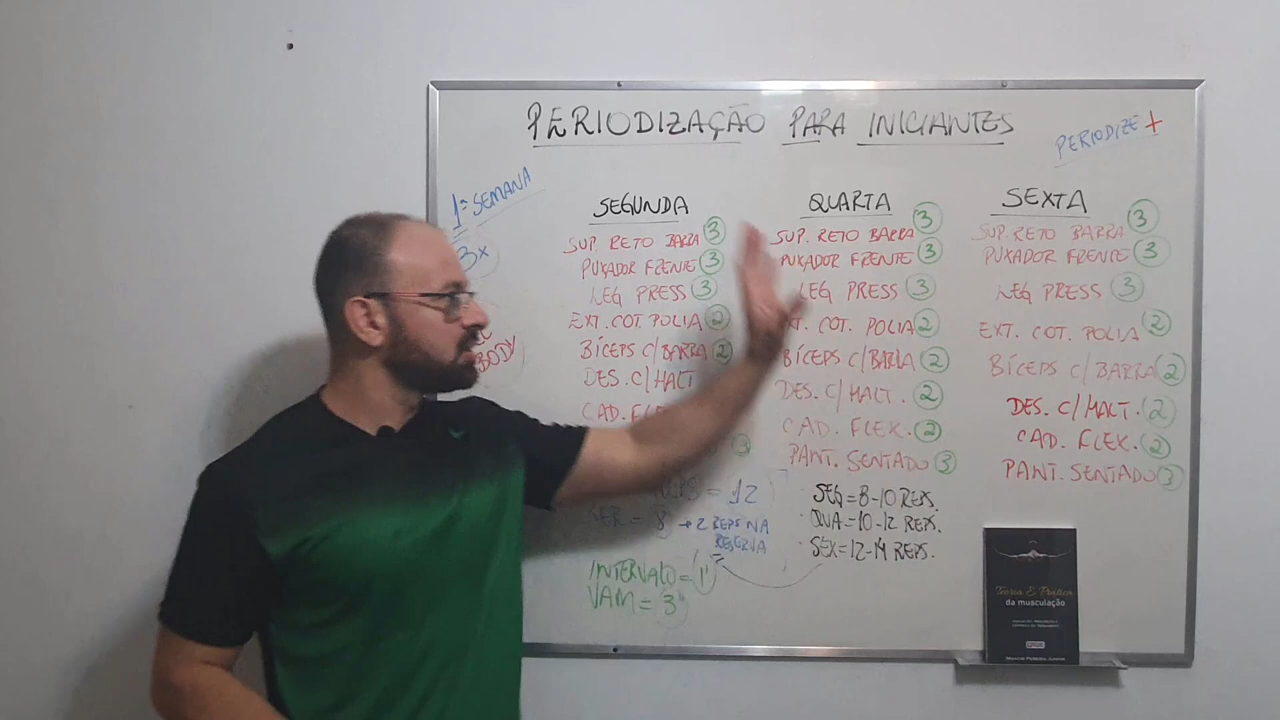 PERIODIZAÇÃO PARA INICIANTES
PERIODIZE +
1ª SEMANA
3x
BODY
SEGUNDA
SUP. RETO BARRA 3
PUXADOR FRENTE 3
LEG PRESS 3
EXT. COT. POLIA 2
BÍCEPS C/BARRA 2
DES. C/HALT
CAD. FLE
3
= 12
= 8 → 2 REPS NA
RESERVA
INTERVALO = 1'
VAM = 3
QUARTA 3
SUP. RETO BARRA
PUXADOR FRENTE 3
LEG PRESS 3
XT. COT. POLIA 2
BÍCEPS C/BARRA 2
DES. C/HALT. 2
CAD. FLEX. 2
PANT. SENTADO 3
SEG = 8-10 REPS.
QUA = 10-12 REPS.
SEX = 12-14 REPS.
SEXTA
SUP. RETO BARRA 3
PUXADOR FRENTE 3
LEG PRESS 3
EXT. COT. POLIA 2
BÍCEPS C/BARRA 2
DES. C/HALT. 2
CAD. FLEX. 2
PANT. SENTADO 3
Teoria E Prática
da musculação